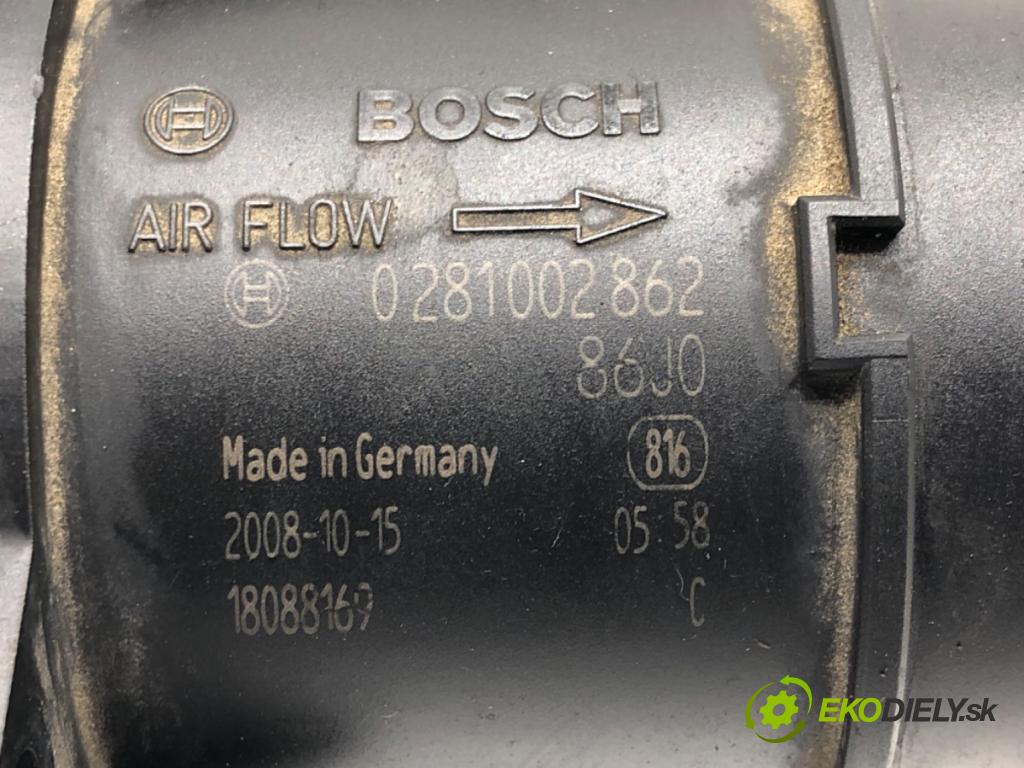 BOSCH
AIR FLOW
0 281 002 862
86J0
Made in Germany
816
2008-10-15
05:58
18088169
C
EKODIELY.sk